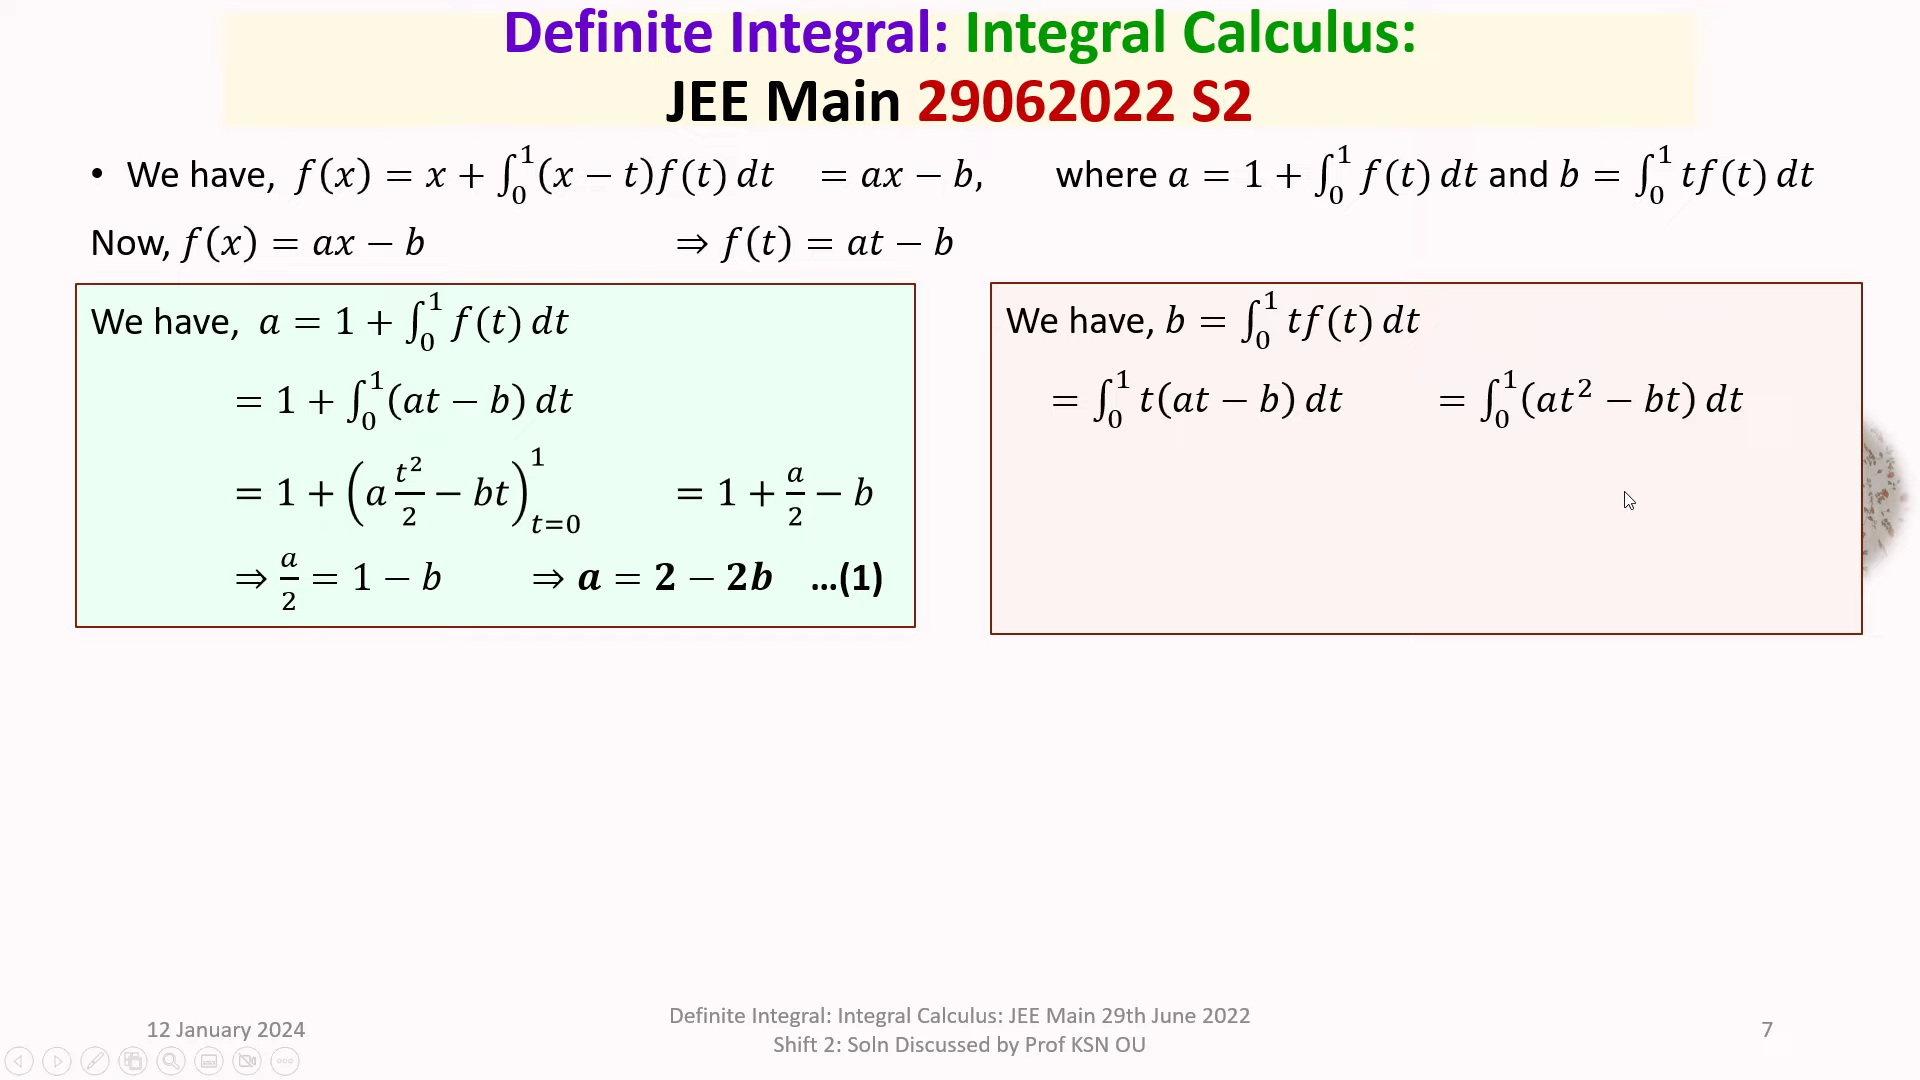 Definite Integral: Integral Calculus:
JEE Main 29062022 S2
• We have, f(x) = x + ∫₀¹(x − t)f(t) dt = ax − b, where a = 1 + ∫₀¹ f(t) dt and b = ∫₀¹ tf(t) dt
Now, f(x) = ax − b ⇒ f(t) = at − b
We have, a = 1 + ∫₀¹ f(t) dt
= 1 + ∫₀¹(at − b) dt
= 1 + (a t²/2 − bt)¹ₜ₌₀ = 1 + a/2 − b
⇒ a/2 = 1 − b ⇒ a = 2 − 2b ...(1)
We have, b = ∫₀¹ tf(t) dt
= ∫₀¹ t(at − b) dt = ∫₀¹(at² − bt) dt
12 January 2024
Definite Integral: Integral Calculus: JEE Main 29th June 2022
Shift 2: Soln Discussed by Prof KSN OU
7